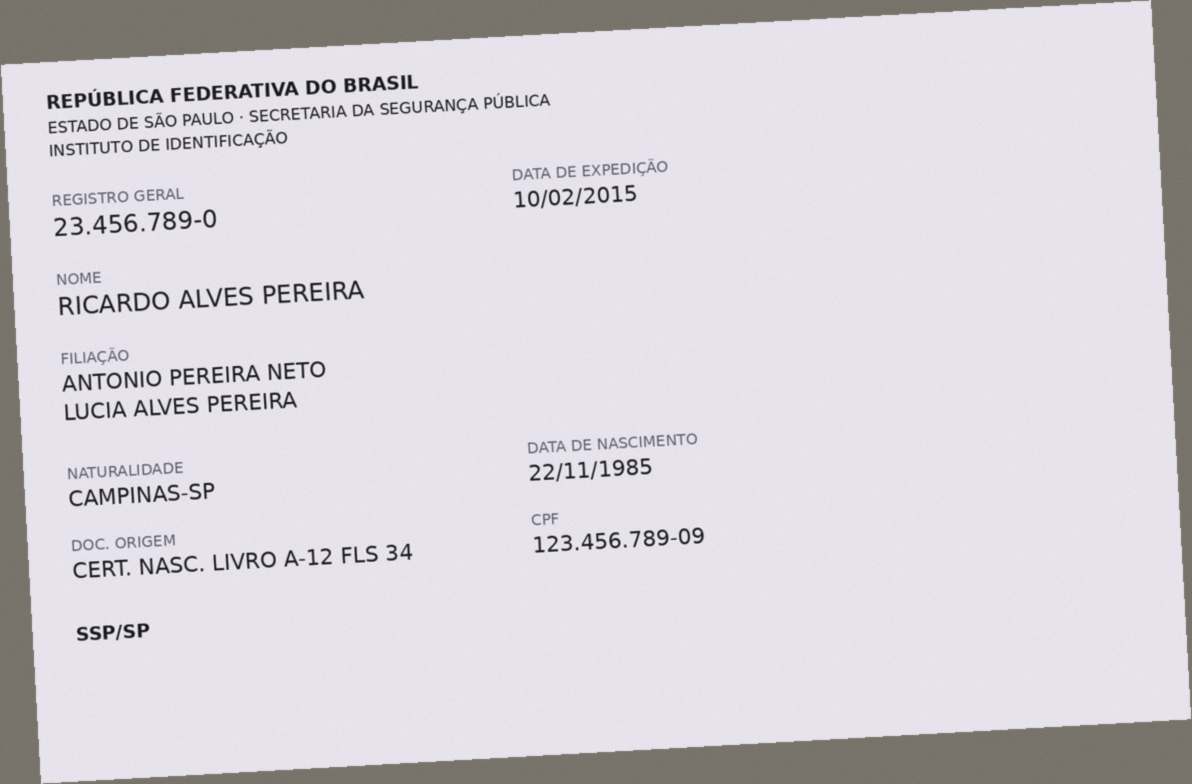 REPÚBLICA FEDERATIVA DO BRASIL
ESTADO DE SÃO PAULO · SECRETARIA DA SEGURANÇA PÚBLICA
INSTITUTO DE IDENTIFICAÇÃO
REGISTRO GERAL
23.456.789-0
DATA DE EXPEDIÇÃO
10/02/2015
NOME
RICARDO ALVES PEREIRA
FILIAÇÃO
ANTONIO PEREIRA NETO
LUCIA ALVES PEREIRA
NATURALIDADE
CAMPINAS-SP
DATA DE NASCIMENTO
22/11/1985
DOC. ORIGEM
CERT. NASC. LIVRO A-12 FLS 34
CPF
123.456.789-09
SSP/SP